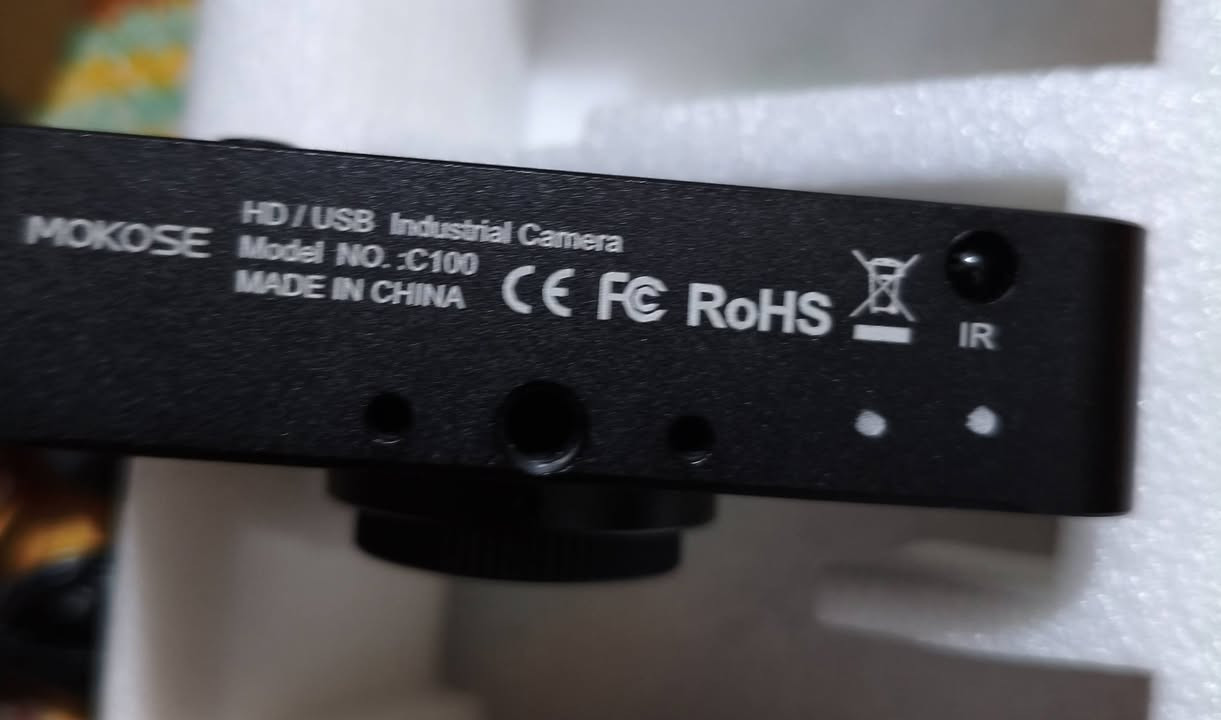 MOKOSE
HD / USB Industrial Camera
Model NO. :C100
MADE IN CHINA
CE FC RoHS
IR